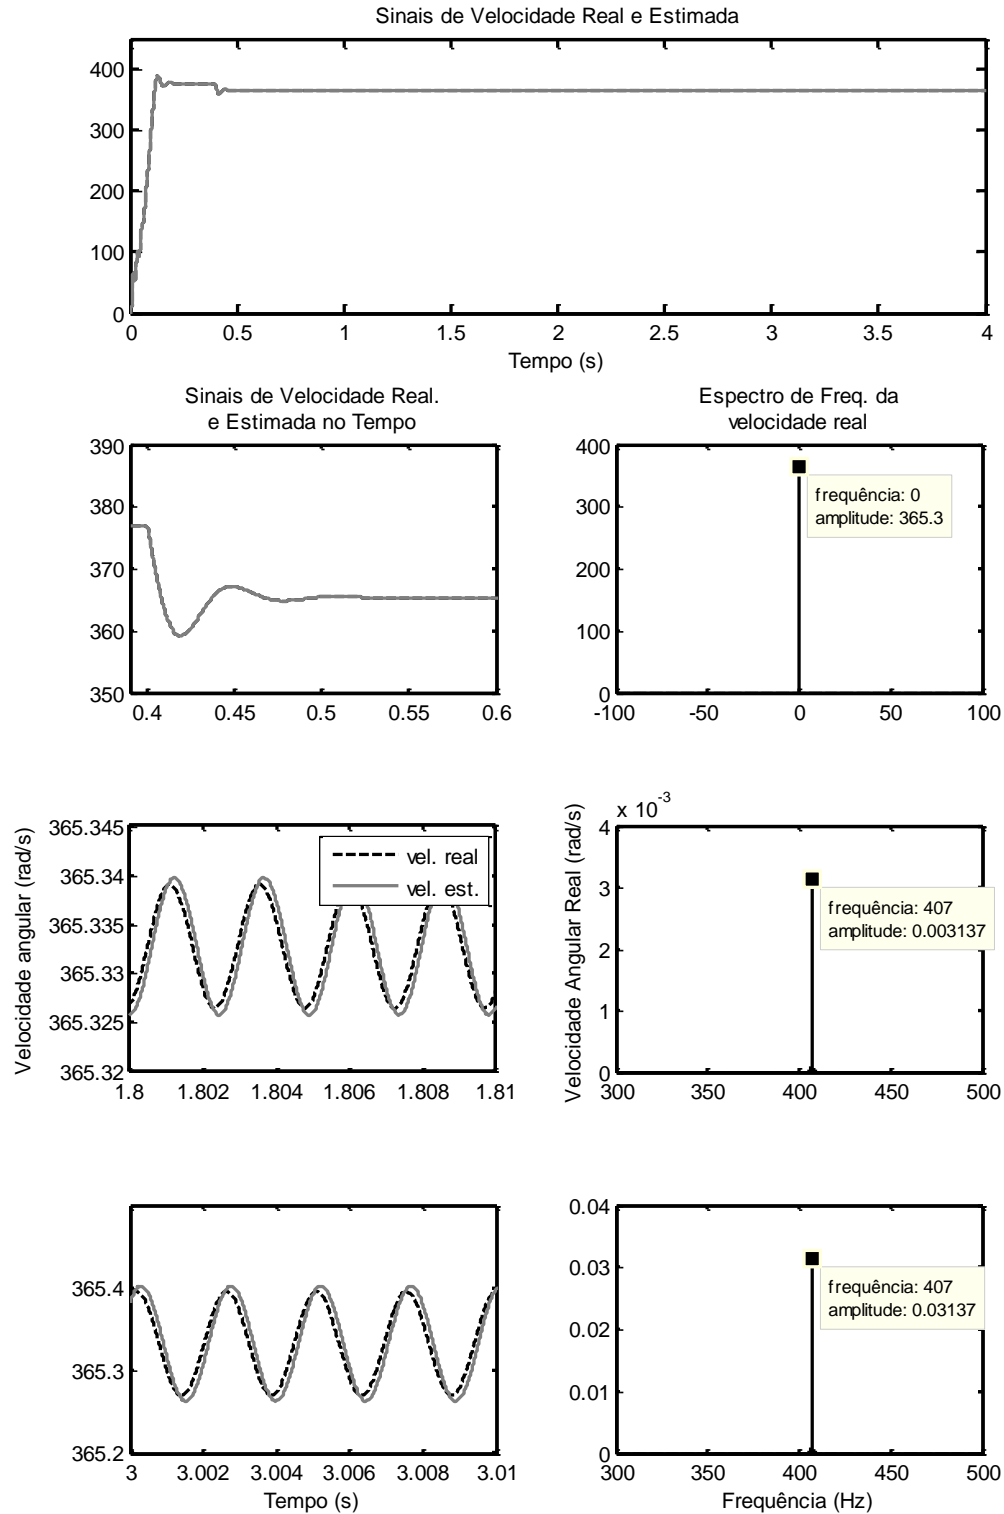 Sinais de Velocidade Real e Estimada
400
300
200
100
0
0 0.5 1 1.5 2 2.5 3 3.5 4
Tempo (s)
Sinais de Velocidade Real.
e Estimada no Tempo
390
380
370
360
350
0.4 0.45 0.5 0.55 0.6
Espectro de Freq. da
velocidade real
400
300
200
100
0
-100 -50 0 50 100
frequência: 0
amplitude: 365.3
Velocidade angular (rad/s)
365.345
365.34
365.335
365.33
365.325
365.32
1.8 1.802 1.804 1.806 1.808 1.81
vel. real
vel. est.
Velocidade Angular Real (rad/s)
x 10-3
4
3
2
1
0
300 350 400 450 500
frequência: 407
amplitude: 0.003137
365.4
365.3
365.2
3 3.002 3.004 3.006 3.008 3.01
Tempo (s)
0.04
0.03
0.02
0.01
0
300 350 400 450 500
frequência: 407
amplitude: 0.03137
Frequência (Hz)